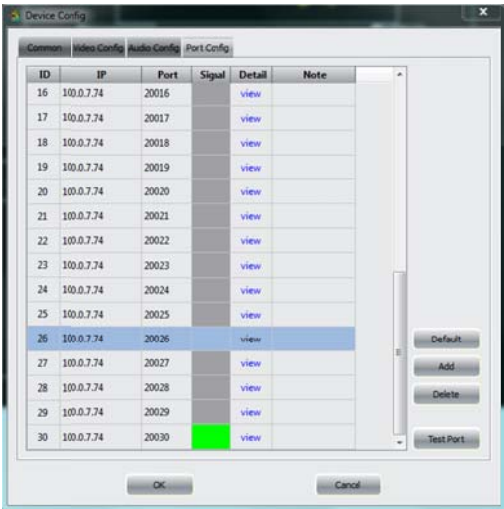 Device Config
Common Video Config Audio Config Port Config
ID IP Port Signal Detail Note
16 100.0.7.74 20016 view
17 100.0.7.74 20017 view
18 100.0.7.74 20018 view
19 100.0.7.74 20019 view
20 100.0.7.74 20020 view
21 100.0.7.74 20021 view
22 100.0.7.74 20022 view
23 100.0.7.74 20023 view
24 100.0.7.74 20024 view
25 100.0.7.74 20025 view
26 100.0.7.74 20026 view
Default
27 100.0.7.74 20027 view
Add
28 100.0.7.74 20028 view
Delete
29 100.0.7.74 20029 view
30 100.0.7.74 20030 view
Test Port
OK Cancel